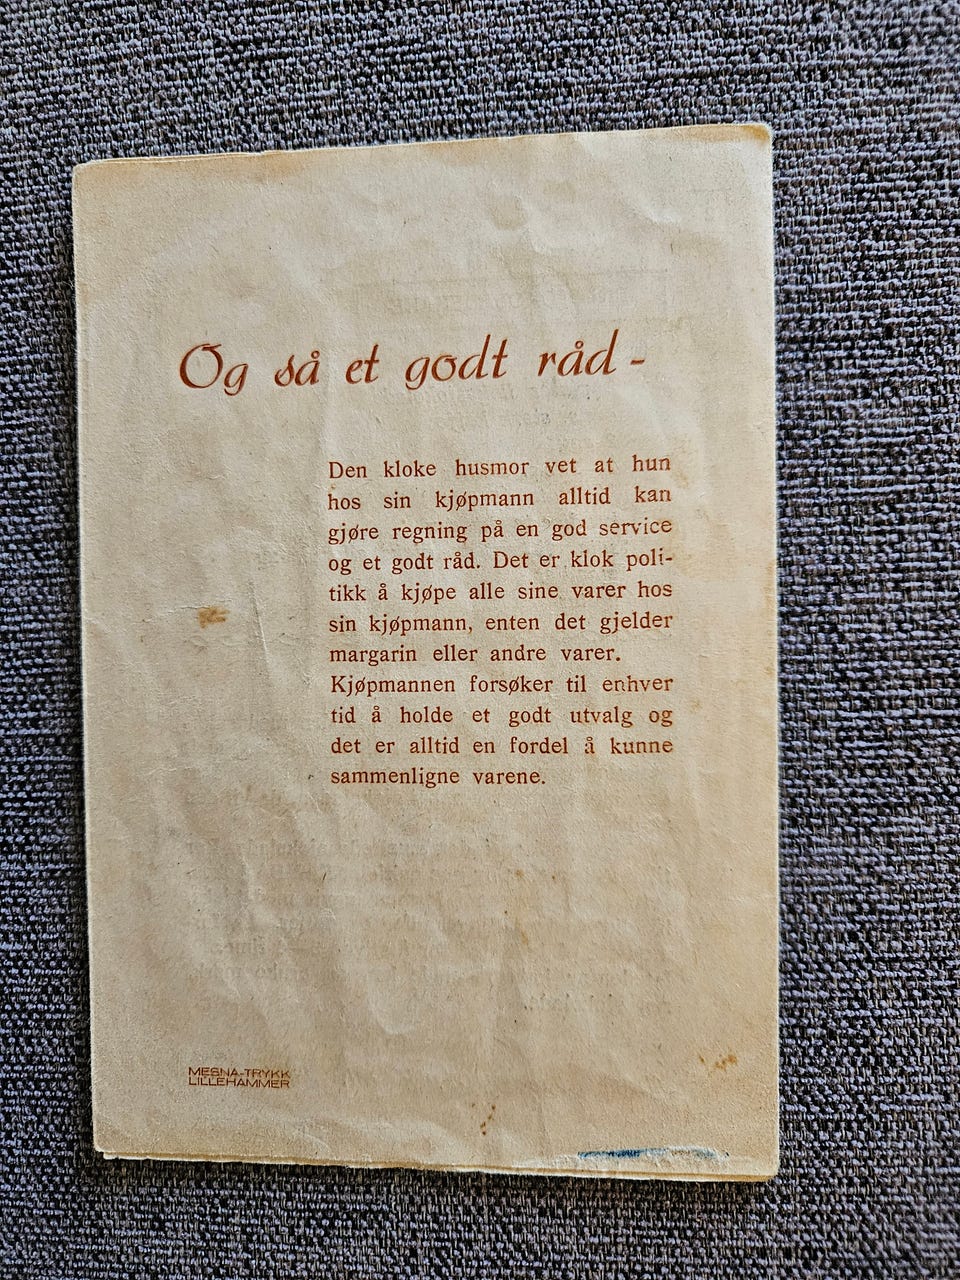 Og så et godt råd -
Den kloke husmor vet at hun
hos sin kjøpmann alltid kan
gjøre regning på en god service
og et godt råd. Det er klok poli-
tikk å kjøpe alle sine varer hos
sin kjøpmann, enten det gjelder
margarin eller andre varer.
Kjøpmannen forsøker til enhver
tid å holde et godt utvalg og
det er alltid en fordel å kunne
sammenligne varene.
MESNA-TRYKK
LILLEHAMMER